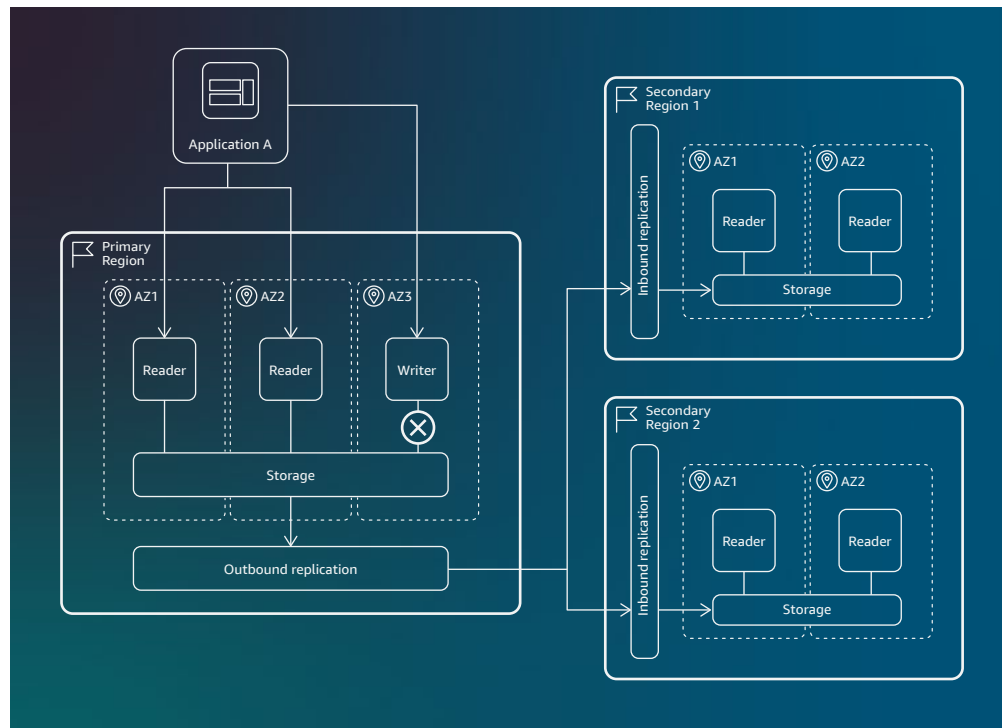 Application A
Primary
Region
AZ1
AZ2
AZ3
Reader
Reader
Writer
Storage
Outbound replication
Secondary
Region 1
Inbound replication
AZ1
AZ2
Reader
Reader
Storage
Secondary
Region 2
Inbound replication
AZ1
AZ2
Reader
Reader
Storage